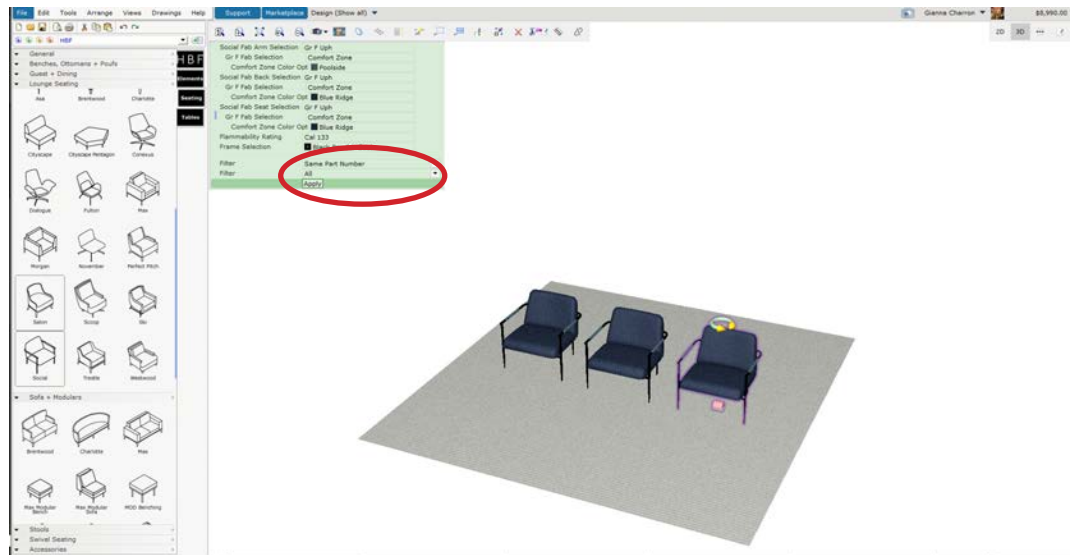 File Edit Tools Arrange Views Drawings Help Support Marketplace Design (Show all) Gianna Charron $8,990.00
HBF
2D 3D
General
Benches, Ottomans + Poufs
Guest + Dining
Lounge Seating
HBF
Elements
Seating
Tables
Asa Brentwood Charlotte
Cityscape Cityscape Pentagon Conexus
Dialogue Fulton Max
Morgan November Perfect Pitch
Salon Scoop Ski
Social Trestle Westwood
Sofa + Modulars
Brentwood Charlotte Max
Max Modular Bench Max Modular Sofa MOD Benching
Stools
Swivel Seating
Accessories
Social Fab Arm Selection Gr F Uph
Gr F Fab Selection Comfort Zone
Comfort Zone Color Opt Poolside
Social Fab Back Selection Gr F Uph
Gr F Fab Selection Comfort Zone
Comfort Zone Color Opt Blue Ridge
Social Fab Seat Selection Gr F Uph
Gr F Fab Selection Comfort Zone
Comfort Zone Color Opt Blue Ridge
Flammability Rating Cal 133
Frame Selection Black
Filter Same Part Number
Filter All
Apply